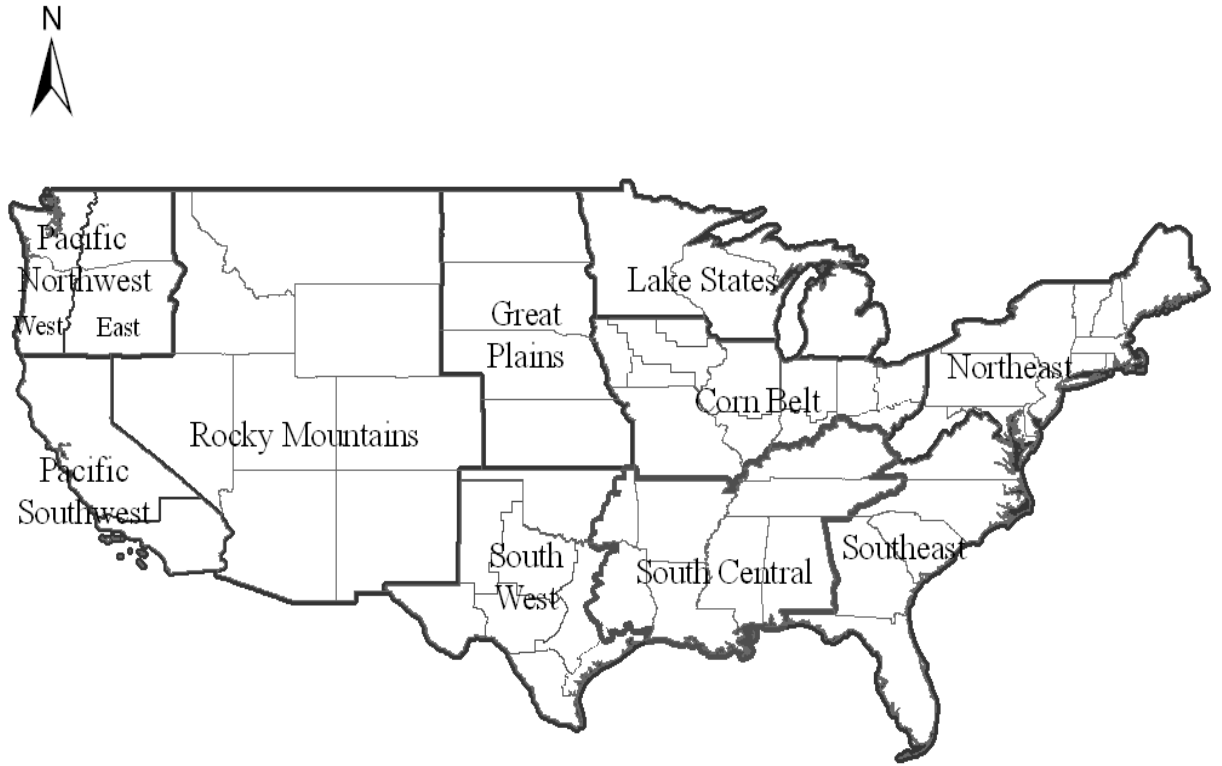 N
Pacific
Northwest
West
East
Great
Plains
Lake States
Northeast
Corn Belt
Rocky Mountains
Pacific
Southwest
South
West
South Central
Southeast